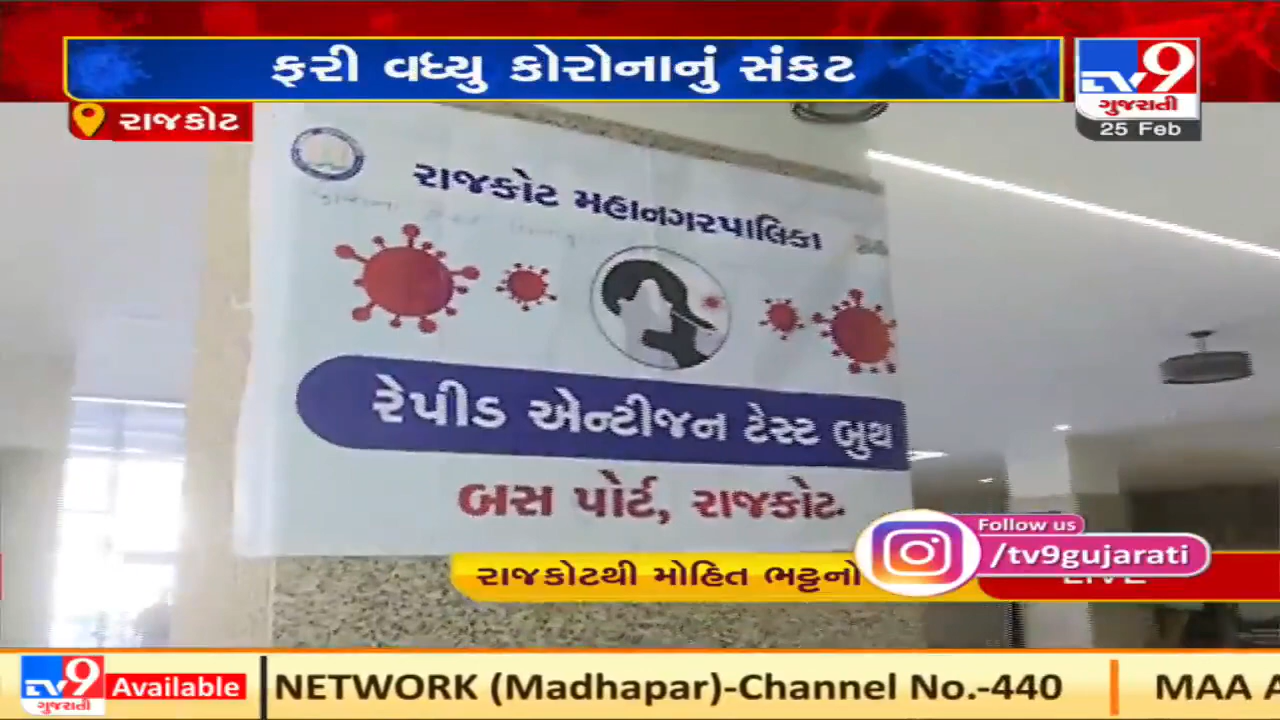 ફરી વધ્યુ કોરોનાનું સંકટ
TV9
ગુજરાતી
25 Feb
રાજકોટ
રાજકોટ મહાનગરપાલિકા
રેપીડ એન્ટીજન ટેસ્ટ બુથ
બસ પોર્ટ, રાજકોટ.
Follow us
/tv9gujarati
રાજકોટથી મોહિત ભટ્ટનો
LIVE
TV9
ગુજરાતી
Available
NETWORK (Madhapar)-Channel No.-440
MAA